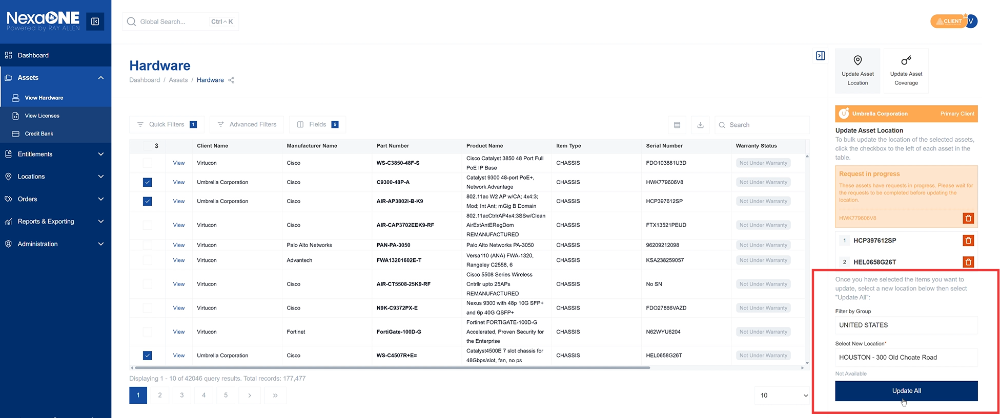 NexaONE
Powered by RAY ALLEN
Global Search...
Ctrl^K
CLIENT
V
Dashboard
Assets
View Hardware
View Licenses
Credit Bank
Entitlements
Locations
Orders
Reports & Exporting
Administration
Hardware
Dashboard / Assets / Hardware
Quick Filters 1
Advanced Filters
Fields 9
Search
3 Client Name Manufacturer Name Part Number Product Name Item Type Serial Number Warranty Status
View Virtucon Cisco WS-C3850-48F-S Cisco Catalyst 3850 48 Port Full CHASSIS FDO103881U3D Not Under Warranty
PoE IP Base
View Umbrella Corporation Cisco C9300-48P-A Catalyst 9300 48-port PoE+, CHASSIS HWK779606V8 Not Under Warranty
Network Advantage
View Umbrella Corporation Cisco AIR-AP3802I-B-K9 802.11ac W2 AP w/CA; 4x4:3; CHASSIS HCP397612SP Not Under Warranty
Mod; Int Ant; mGig B Domain
View Virtucon Cisco AIR-CAP3702EEK9-RF 802.11acCtrlrAP4x4:3SSw/Clean CHASSIS FTX13521PEUD Not Under Warranty
AirExtAntERegDom
REMANUFACTURED
View Virtucon Palo Alto Networks PAN-PA-3050 Palo Alto Networks PA-3050 CHASSIS 96209212098 Not Under Warranty
View Virtucon Advantech FWA13201602E-T Versa110 (ANA) FWA-1320, CHASSIS KSA238259057 Not Under Warranty
Rangeley C2558, 6
View Virtucon Cisco AIR-CT5508-25K9-RF Cisco 5508 Series Wireless CHASSIS No SN Not Under Warranty
Cntrllr upto 25APs
REMANUFACTURED
View Virtucon Cisco N9K-C9372PX-E Nexus 9300 with 48p 10G SFP+ CHASSIS FDO27866VAZD Not Under Warranty
and 6p 40G QSFP+
View Virtucon Fortinet FortiGate-100D-G Fortinet FORTIGATE-100D-G CHASSIS N62WYU6204 Not Under Warranty
Accelerated, Proven Security for
the Enterprise
View Umbrella Corporation Cisco WS-C4507R+E= Catalyst4500E 7 slot chassis for CHASSIS HEL0658G26T Not Under Warranty
48Gbps/slot, fan, no ps
Displaying 1 - 10 of 42046 query results. Total records: 177,477
1 2 3 4 5 › »
10
Update Asset
Location
Update Asset
Coverage
U Umbrella Corporation Primary Client
Update Asset Location
To bulk update the location of the selected assets,
click the checkbox to the left of each asset in the
table.
Request in progress
These assets have requests in progress. Please wait for
the requests to be completed before updating the
location.
HWK779606V8
1 HCP397612SP
2 HEL0658G26T
Once you have selected the items you want to
update, select a new location below then select
"Update All":
Filter by Group
UNITED STATES
Select New Location*
HOUSTON - 300 Old Choate Road
Not Available
Update All